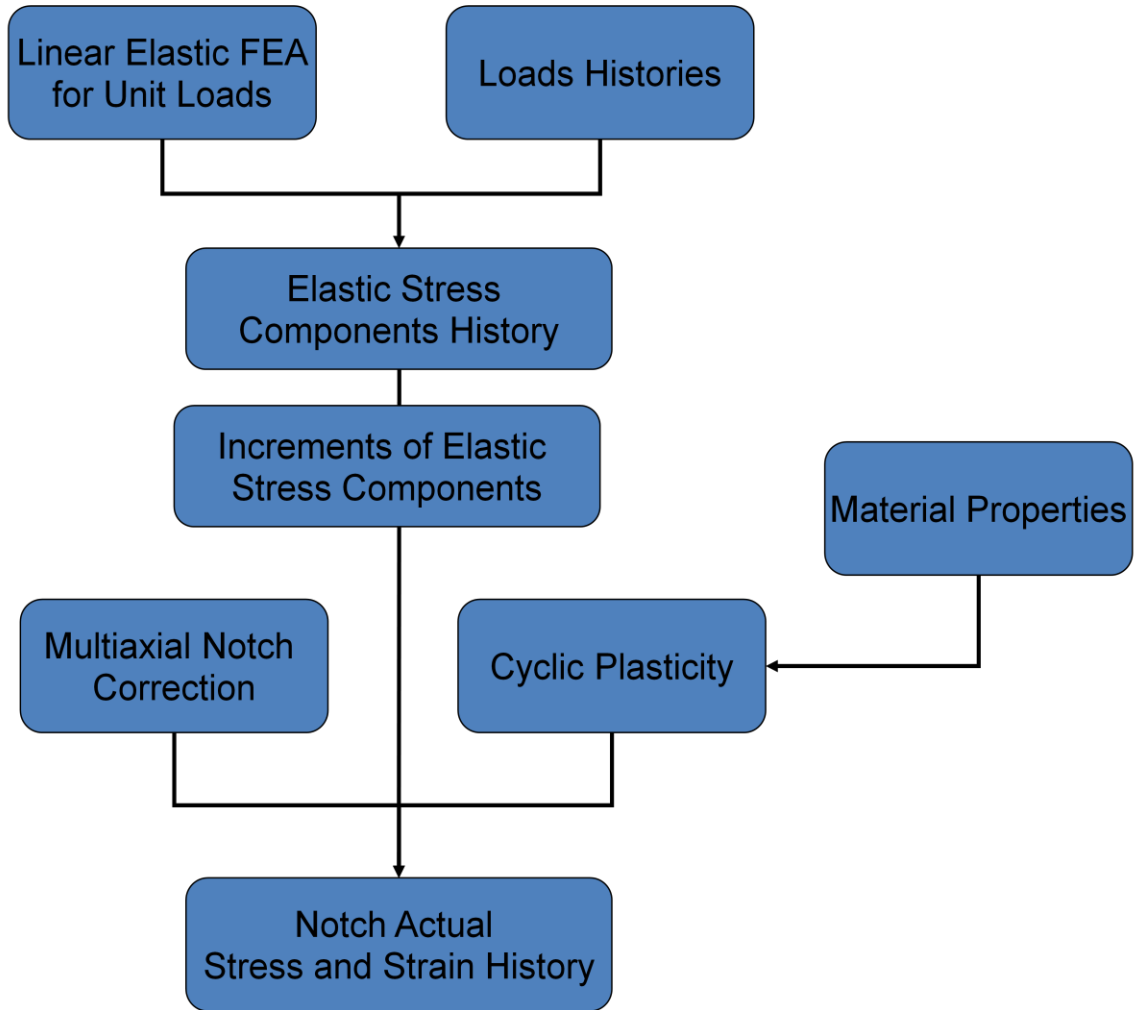 Linear Elastic FEA
for Unit Loads
Loads Histories
Elastic Stress
Components History
Increments of Elastic
Stress Components
Material Properties
Multiaxial Notch
Correction
Cyclic Plasticity
Notch Actual
Stress and Strain History